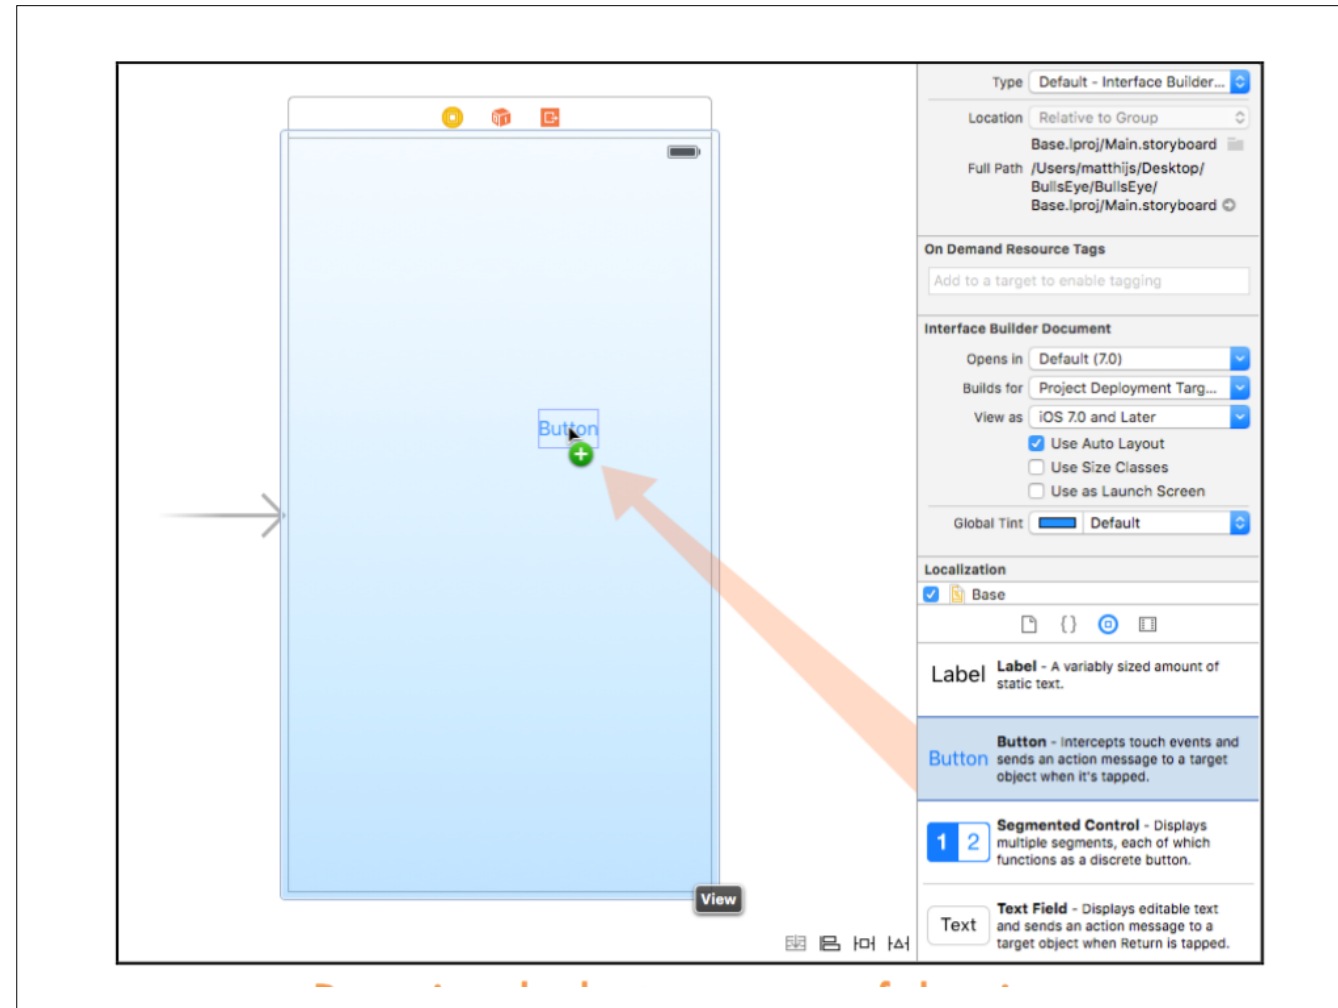 Type Default - Interface Builder...
Location Relative to Group
Base.lproj/Main.storyboard
Full Path /Users/matthijs/Desktop/
BullsEye/BullsEye/
Base.lproj/Main.storyboard
On Demand Resource Tags
Add to a target to enable tagging
Interface Builder Document
Opens in Default (7.0)
Builds for Project Deployment Targ...
View as iOS 7.0 and Later
Use Auto Layout
Use Size Classes
Use as Launch Screen
Global Tint Default
Localization
Base
Button
View
Label Label - A variably sized amount of
static text.
Button Button - Intercepts touch events and
sends an action message to a target
object when it's tapped.
1 2 Segmented Control - Displays
multiple segments, each of which
functions as a discrete button.
Text Text Field - Displays editable text
and sends an action message to a
target object when Return is tapped.